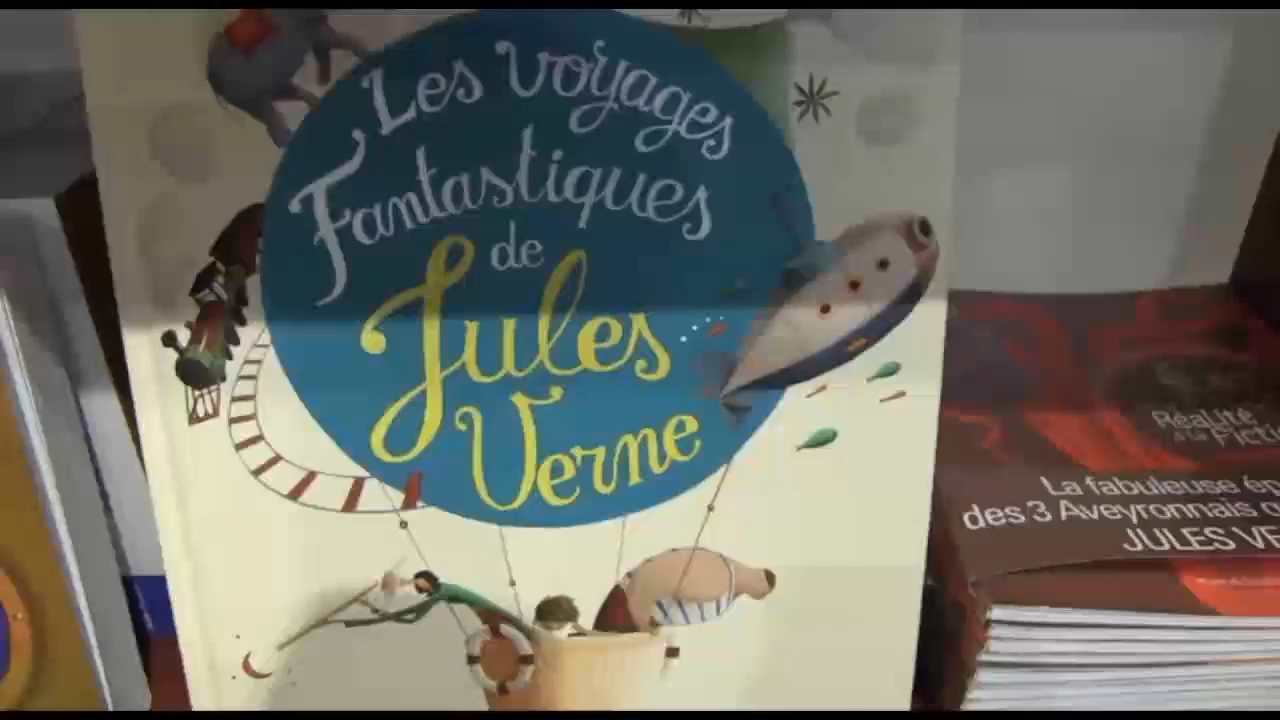 Les Voyages
Fantastiques
de
Jules
Verne
Réalité
La fabuleuse
des 3 Aveyronnais
JULES